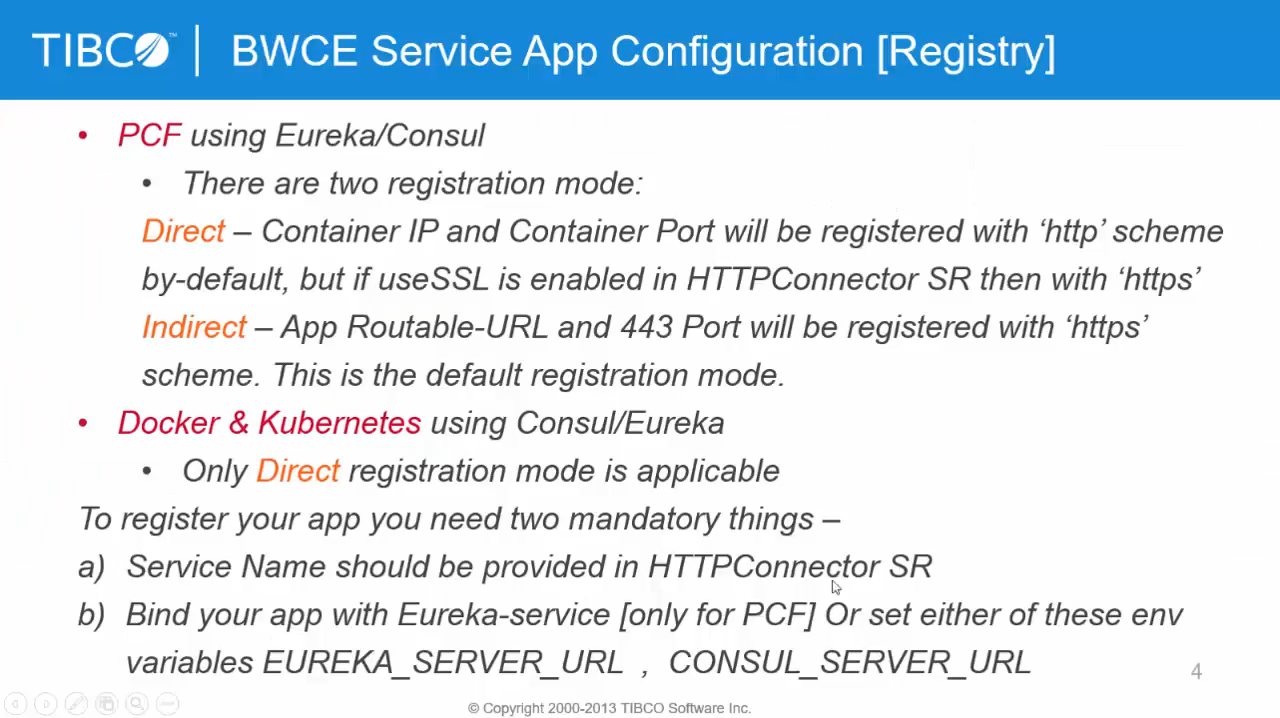 TIBCO™ | BWCE Service App Configuration [Registry]
• PCF using Eureka/Consul
• There are two registration mode:
Direct – Container IP and Container Port will be registered with ‘http’ scheme
by-default, but if useSSL is enabled in HTTPConnector SR then with ‘https’
Indirect – App Routable-URL and 443 Port will be registered with ‘https’
scheme. This is the default registration mode.
• Docker & Kubernetes using Consul/Eureka
• Only Direct registration mode is applicable
To register your app you need two mandatory things –
a) Service Name should be provided in HTTPConnector SR
b) Bind your app with Eureka-service [only for PCF] Or set either of these env
variables EUREKA_SERVER_URL , CONSUL_SERVER_URL
4
© Copyright 2000-2013 TIBCO Software Inc.